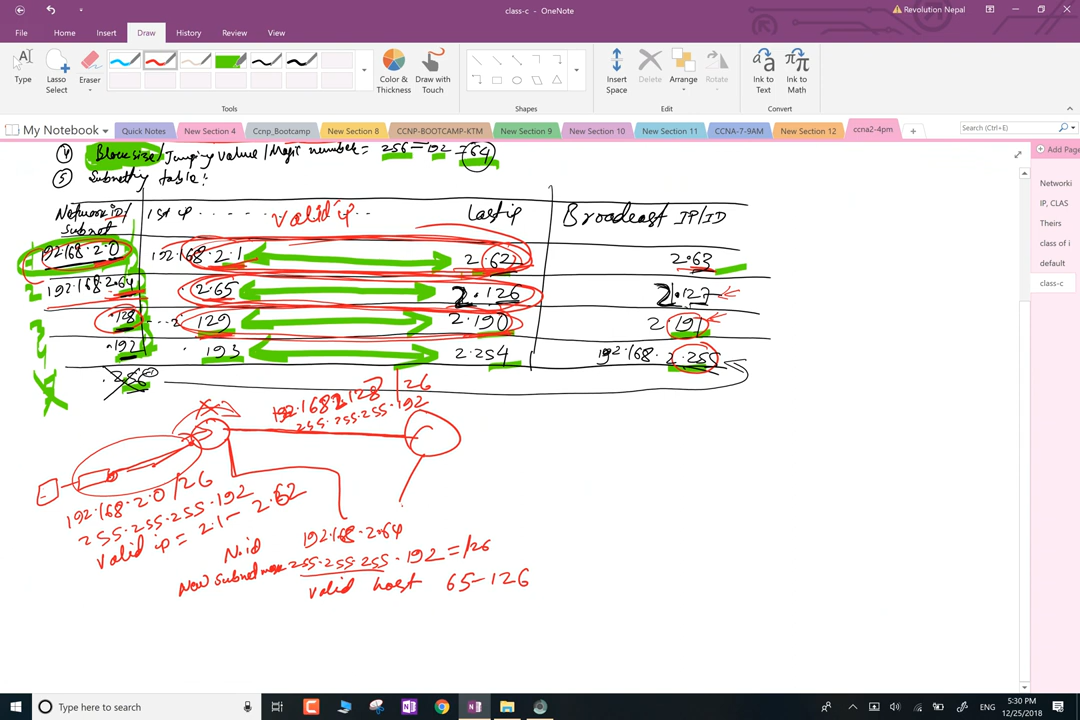 class-c - OneNote
Revolution Nepal
File Home Insert Draw History Review View
Type
Lasso Select
Eraser
Color & Thickness
Draw with Touch
Insert Space
Delete
Arrange
Rotate
Ink to Text
Ink to Math
Tools
Shapes
Edit
Convert
My Notebook
Quick Notes New Section 4 Ccnp_Bootcamp New Section 8 CCNP-BOOTCAMP-KTM New Section 9 New Section 10 New Section 11 CCNA-7-9AM New Section 12 ccna2-4pm +
Search (Ctrl+E)
Add Page
Networki
IP, CLAS
Theirs
class of i
default
class-c
④ Block size/Jumping value/Magic number = 256-192 = 64
⑤ Subnetting table:
Network ID/ Subnet 1st ip ........ Valid ip .. Last ip Broadcast IP/ID
192.168.2.0 192.168.2.1 2.62 2.63
192.168.2.64 2.65 2.126 2.127
.128 129 2.190 2 191
.192 193 2.254 192.168.2.255
.256
192.168.2.128 /26
255.255.255.192
192.168.2.0 /26
255.255.255.192
Valid ip = 2.1 - 2.62
N.id 192.168.2.64
New Subnet 255.255.255.192 = /26
Valid host 65-126
Type here to search
ENG
5:30 PM
12/25/2018